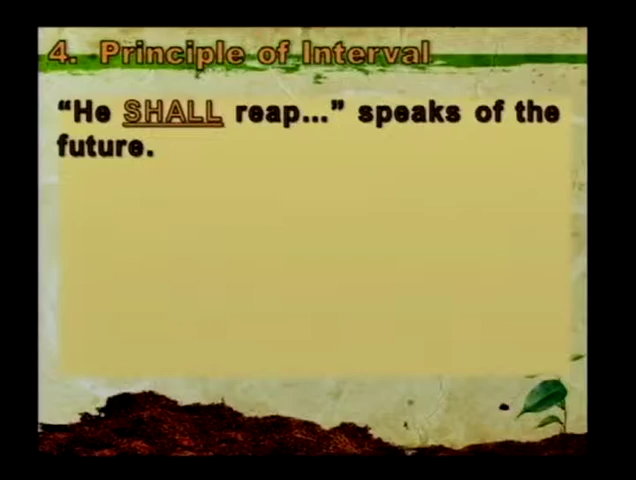 4. Principle of Interval
“He SHALL reap...” speaks of the
future.